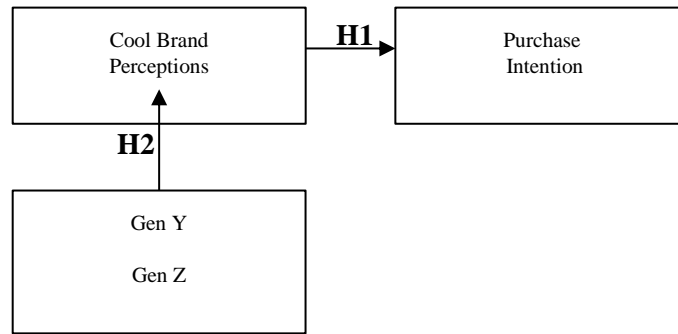 Cool Brand
Perceptions
H1
Purchase
Intention
H2
Gen Y
Gen Z